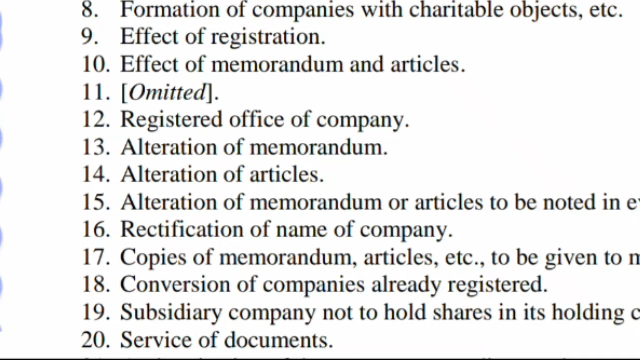 8. Formation of companies with charitable objects, etc.
9. Effect of registration.
10. Effect of memorandum and articles.
11. [Omitted].
12. Registered office of company.
13. Alteration of memorandum.
14. Alteration of articles.
15. Alteration of memorandum or articles to be noted in
16. Rectification of name of company.
17. Copies of memorandum, articles, etc., to be given to
18. Conversion of companies already registered.
19. Subsidiary company not to hold shares in its holding
20. Service of documents.